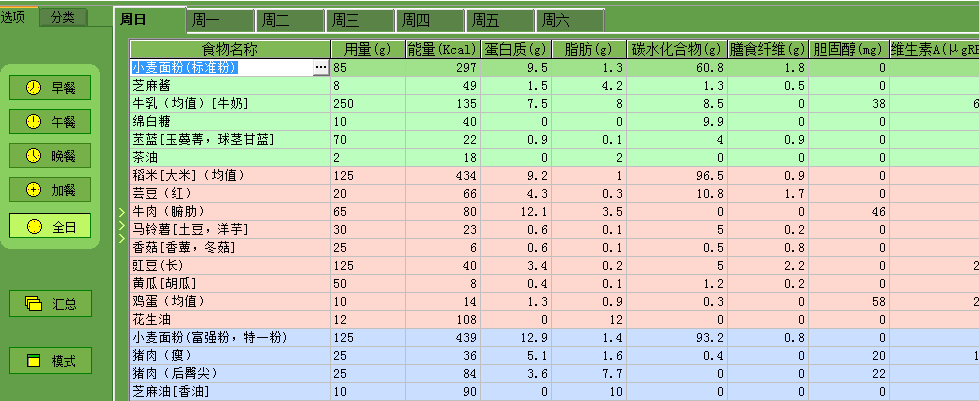 选项 分类
周日 周一 周二 周三 周四 周五 周六
早餐
午餐
晚餐
加餐
全日
汇总
模式
食物名称 用量(g) 能量(Kcal) 蛋白质(g) 脂肪(g) 碳水化合物(g) 膳食纤维(g) 胆固醇(mg) 维生素A(μgRE
小麦面粉(标准粉) ... 85 297 9.5 1.3 60.8 1.8 0
芝麻酱 8 49 1.5 4.2 1.3 0.5 0
牛乳（均值）[牛奶] 250 135 7.5 8 8.5 0 38 6
绵白糖 10 40 0 0 9.9 0 0
苤蓝[玉蔓菁，球茎甘蓝] 70 22 0.9 0.1 4 0.9 0
茶油 2 18 0 2 0 0 0
稻米[大米]（均值） 125 434 9.2 1 96.5 0.9 0
芸豆（红） 20 66 4.3 0.3 10.8 1.7 0
牛肉（腑肋） 65 80 12.1 3.5 0 0 46
马铃薯[土豆，洋芋] 30 23 0.6 0.1 5 0.2 0
香菇[香蕈，冬菇] 25 6 0.6 0.1 0.5 0.8 0
豇豆(长) 125 40 3.4 0.2 5 2.2 0 2
黄瓜[胡瓜] 50 8 0.4 0.1 1.2 0.2 0
鸡蛋（均值） 10 14 1.3 0.9 0.3 0 58 2
花生油 12 108 0 12 0 0 0
小麦面粉(富强粉，特一粉) 125 439 12.9 1.4 93.2 0.8 0
猪肉（瘦） 25 36 5.1 1.6 0.4 0 20 1
猪肉（后臀尖） 25 84 3.6 7.7 0 0 22
芝麻油[香油] 10 90 0 10 0 0 0